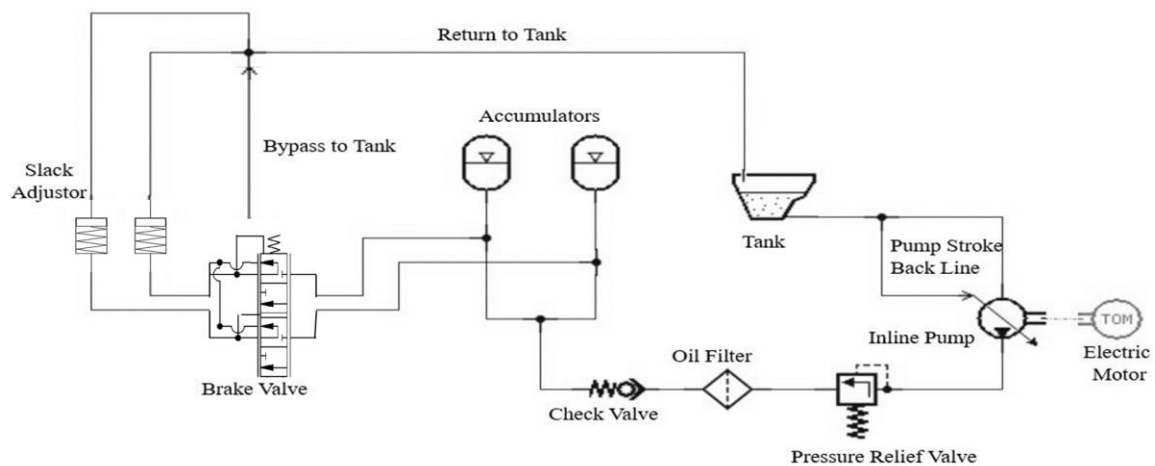 Return to Tank
Accumulators
Bypass to Tank
Slack
Adjustor
Tank
Pump Stroke
Back Line
TOM
Inline Pump
Electric
Motor
Oil Filter
Brake Valve
Check Valve
Pressure Relief Valve